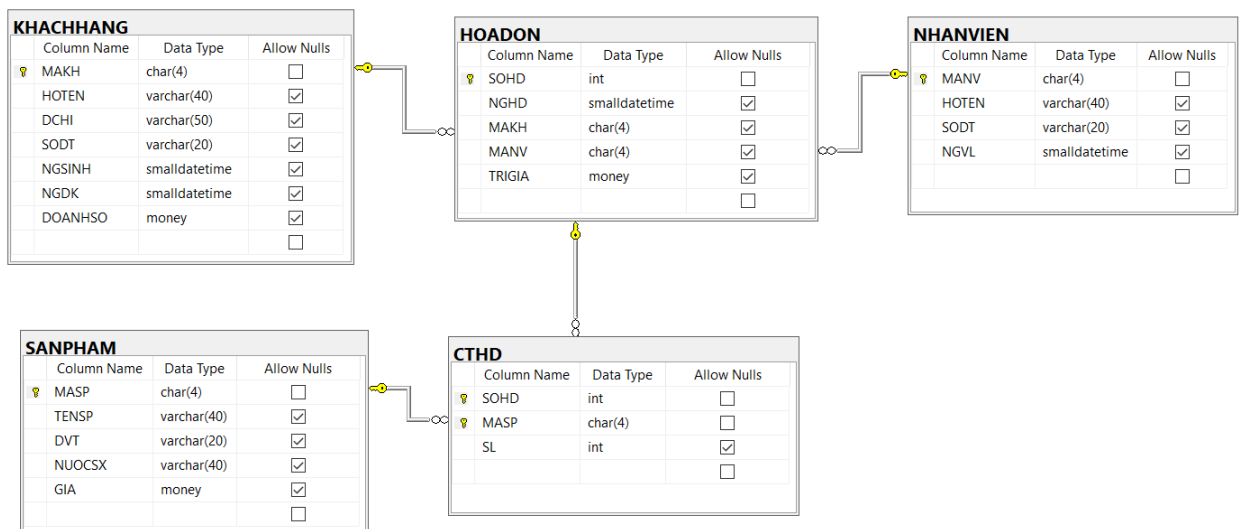 KHACHHANG
Column Name Data Type Allow Nulls
MAKH char(4)
HOTEN varchar(40)
DCHI varchar(50)
SODT varchar(20)
NGSINH smalldatetime
NGDK smalldatetime
DOANHSO money
HOADON
Column Name Data Type Allow Nulls
SOHD int
NGHD smalldatetime
MAKH char(4)
MANV char(4)
TRIGIA money
NHANVIEN
Column Name Data Type Allow Nulls
MANV char(4)
HOTEN varchar(40)
SODT varchar(20)
NGVL smalldatetime
SANPHAM
Column Name Data Type Allow Nulls
MASP char(4)
TENSP varchar(40)
DVT varchar(20)
NUOCSX varchar(40)
GIA money
CTHD
Column Name Data Type Allow Nulls
SOHD int
MASP char(4)
SL int